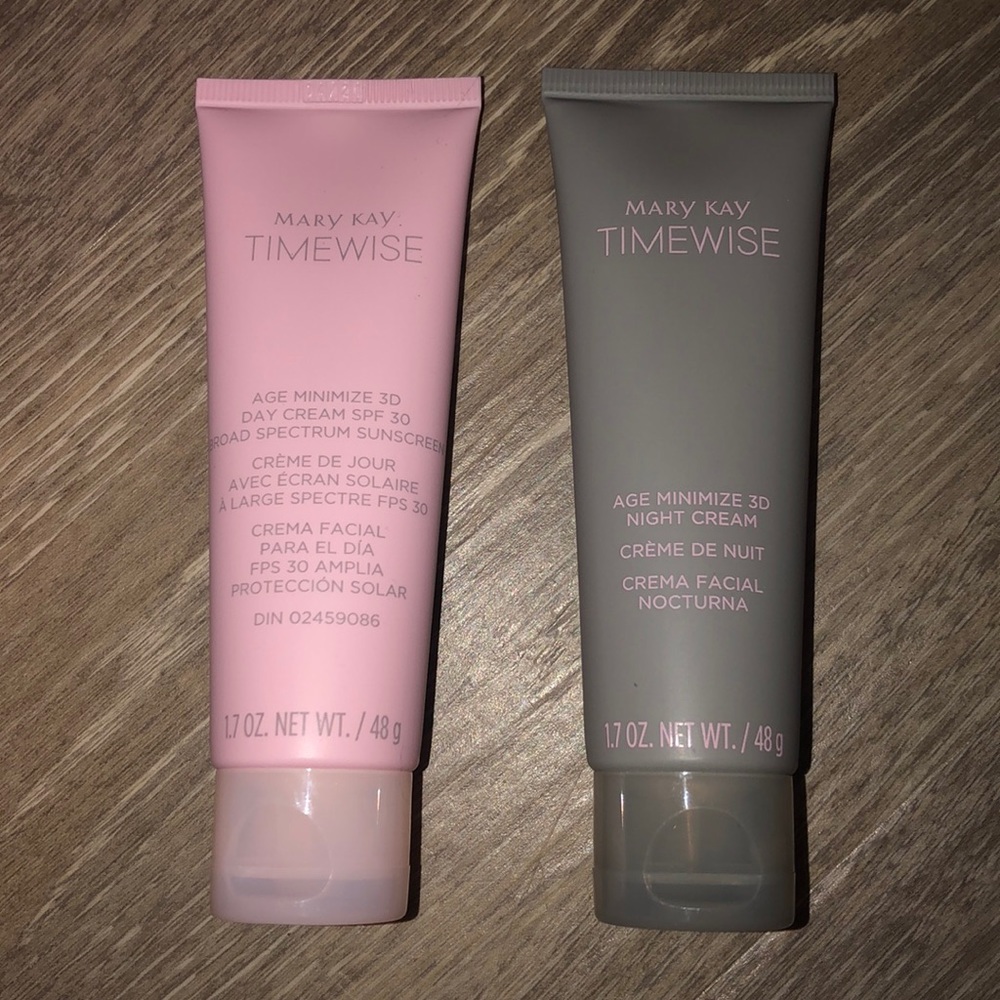 MARY KAY
TIMEWISE
AGE MINIMIZE 3D
DAY CREAM SPF 30
BROAD SPECTRUM SUNSCREEN
CRÈME DE JOUR
AVEC ÉCRAN SOLAIRE
À LARGE SPECTRE FPS 30
CREMA FACIAL
PARA EL DÍA
FPS 30 AMPLIA
PROTECCIÓN SOLAR
DIN 02459086
1.7 OZ. NET WT. / 48 g
MARY KAY
TIMEWISE
AGE MINIMIZE 3D
NIGHT CREAM
CRÈME DE NUIT
CREMA FACIAL
NOCTURNA
1.7 OZ. NET WT. / 48 g